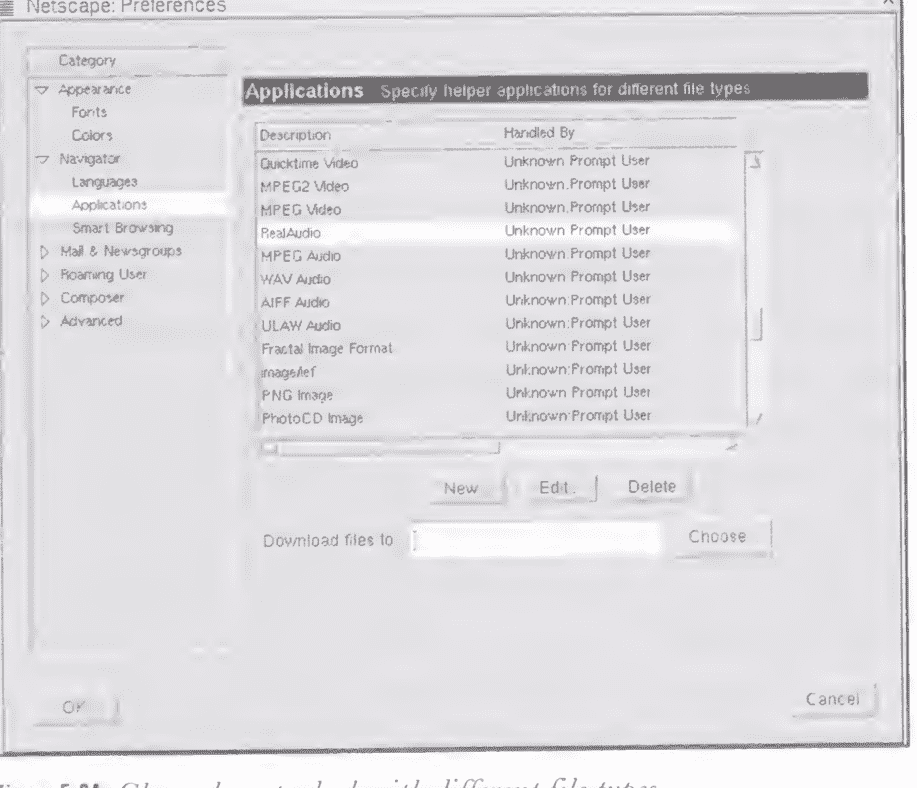 Netscape: Preferences
Category
Appearance
Fonts
Colors
Navigator
Languages
Applications
Smart Browsing
Mail & Newsgroups
Roaming User
Composer
Advanced
Applications Specify helper applications for different file types
Description Handled By
Quicktime Video Unknown:Prompt User
MPEG2 Video Unknown:Prompt User
MPEG Video Unknown:Prompt User
RealAudio Unknown:Prompt User
MPEG Audio Unknown:Prompt User
WAV Audio Unknown:Prompt User
AIFF Audio Unknown:Prompt User
ULAW Audio Unknown:Prompt User
Fractal Image Format Unknown:Prompt User
image/ief Unknown:Prompt User
PNG Image Unknown:Prompt User
PhotoCD Image Unknown:Prompt User
New Edit... Delete
Download files to Choose
OK Cancel
with different file types